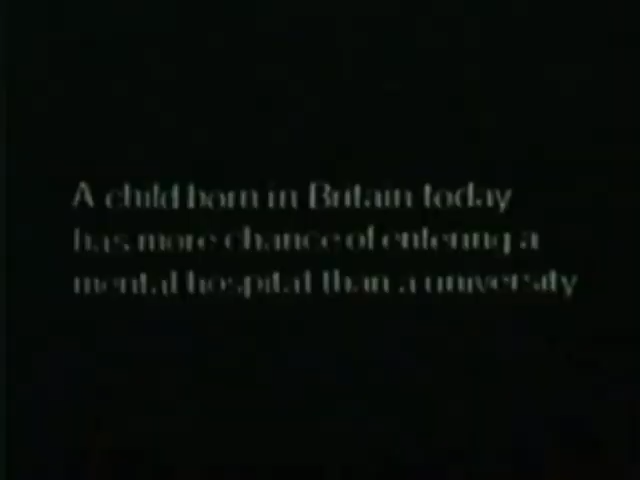 A child born in Britain today
has more chance of entering a
mental hospital than a university